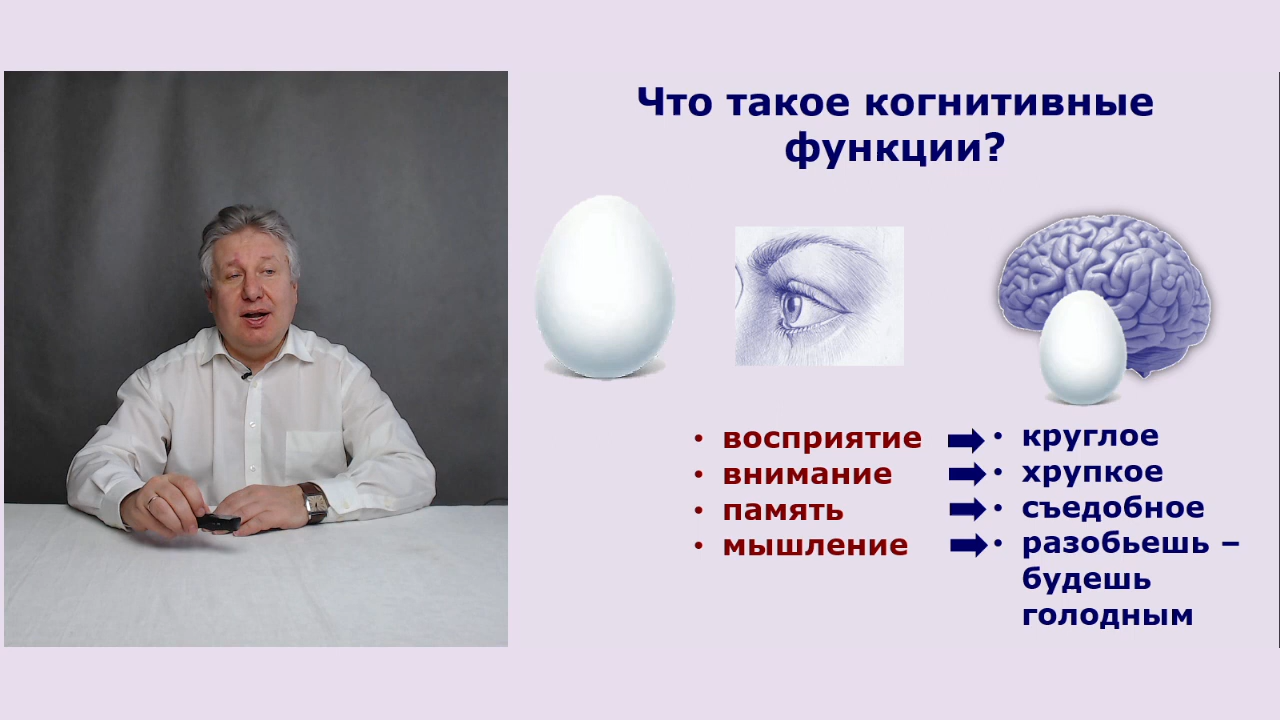 Что такое когнитивные
функции?
• восприятие
• внимание
• память
• мышление
• круглое
• хрупкое
• съедобное
• разобьешь –
будешь
голодным